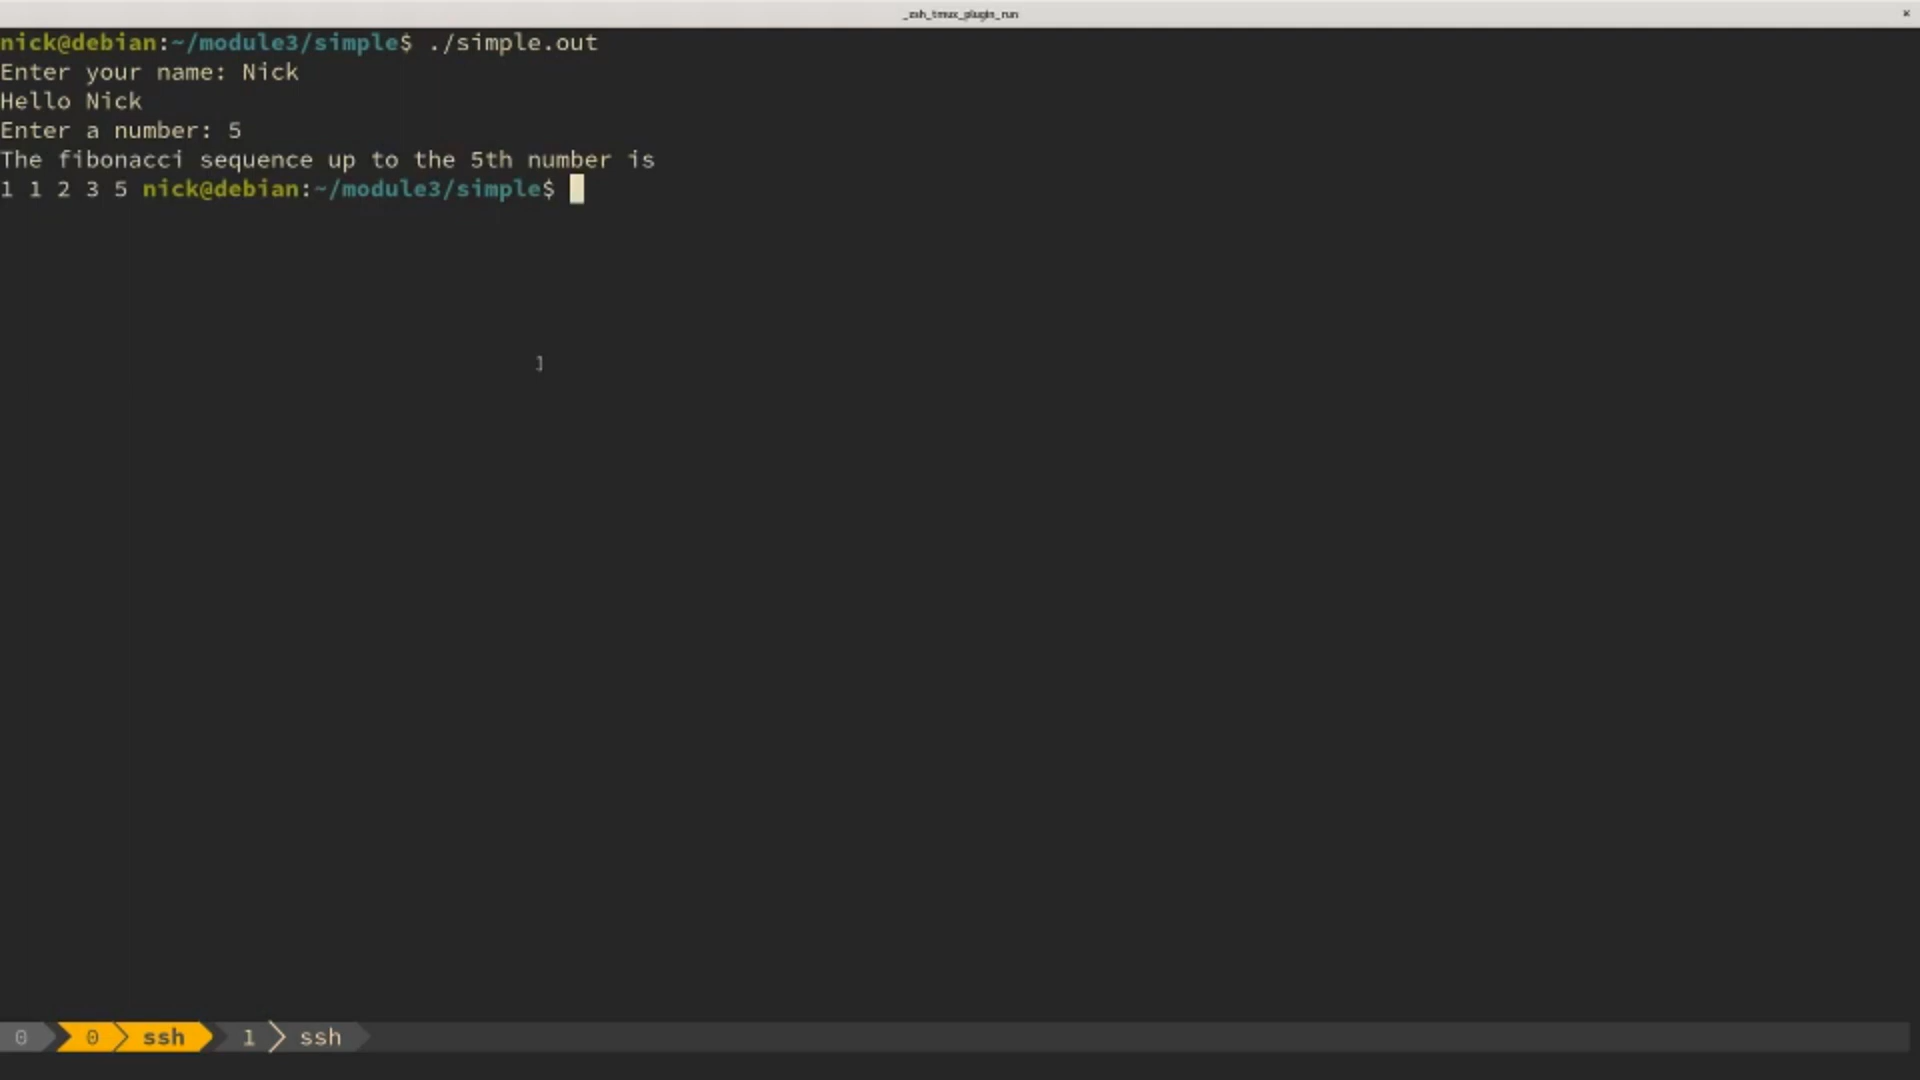 _zsh_tmux_plugin_run ×
nick@debian:~/module3/simple$ ./simple.out
Enter your name: Nick
Hello Nick
Enter a number: 5
The fibonacci sequence up to the 5th number is
1 1 2 3 5 nick@debian:~/module3/simple$
0 0 ssh 1 ssh